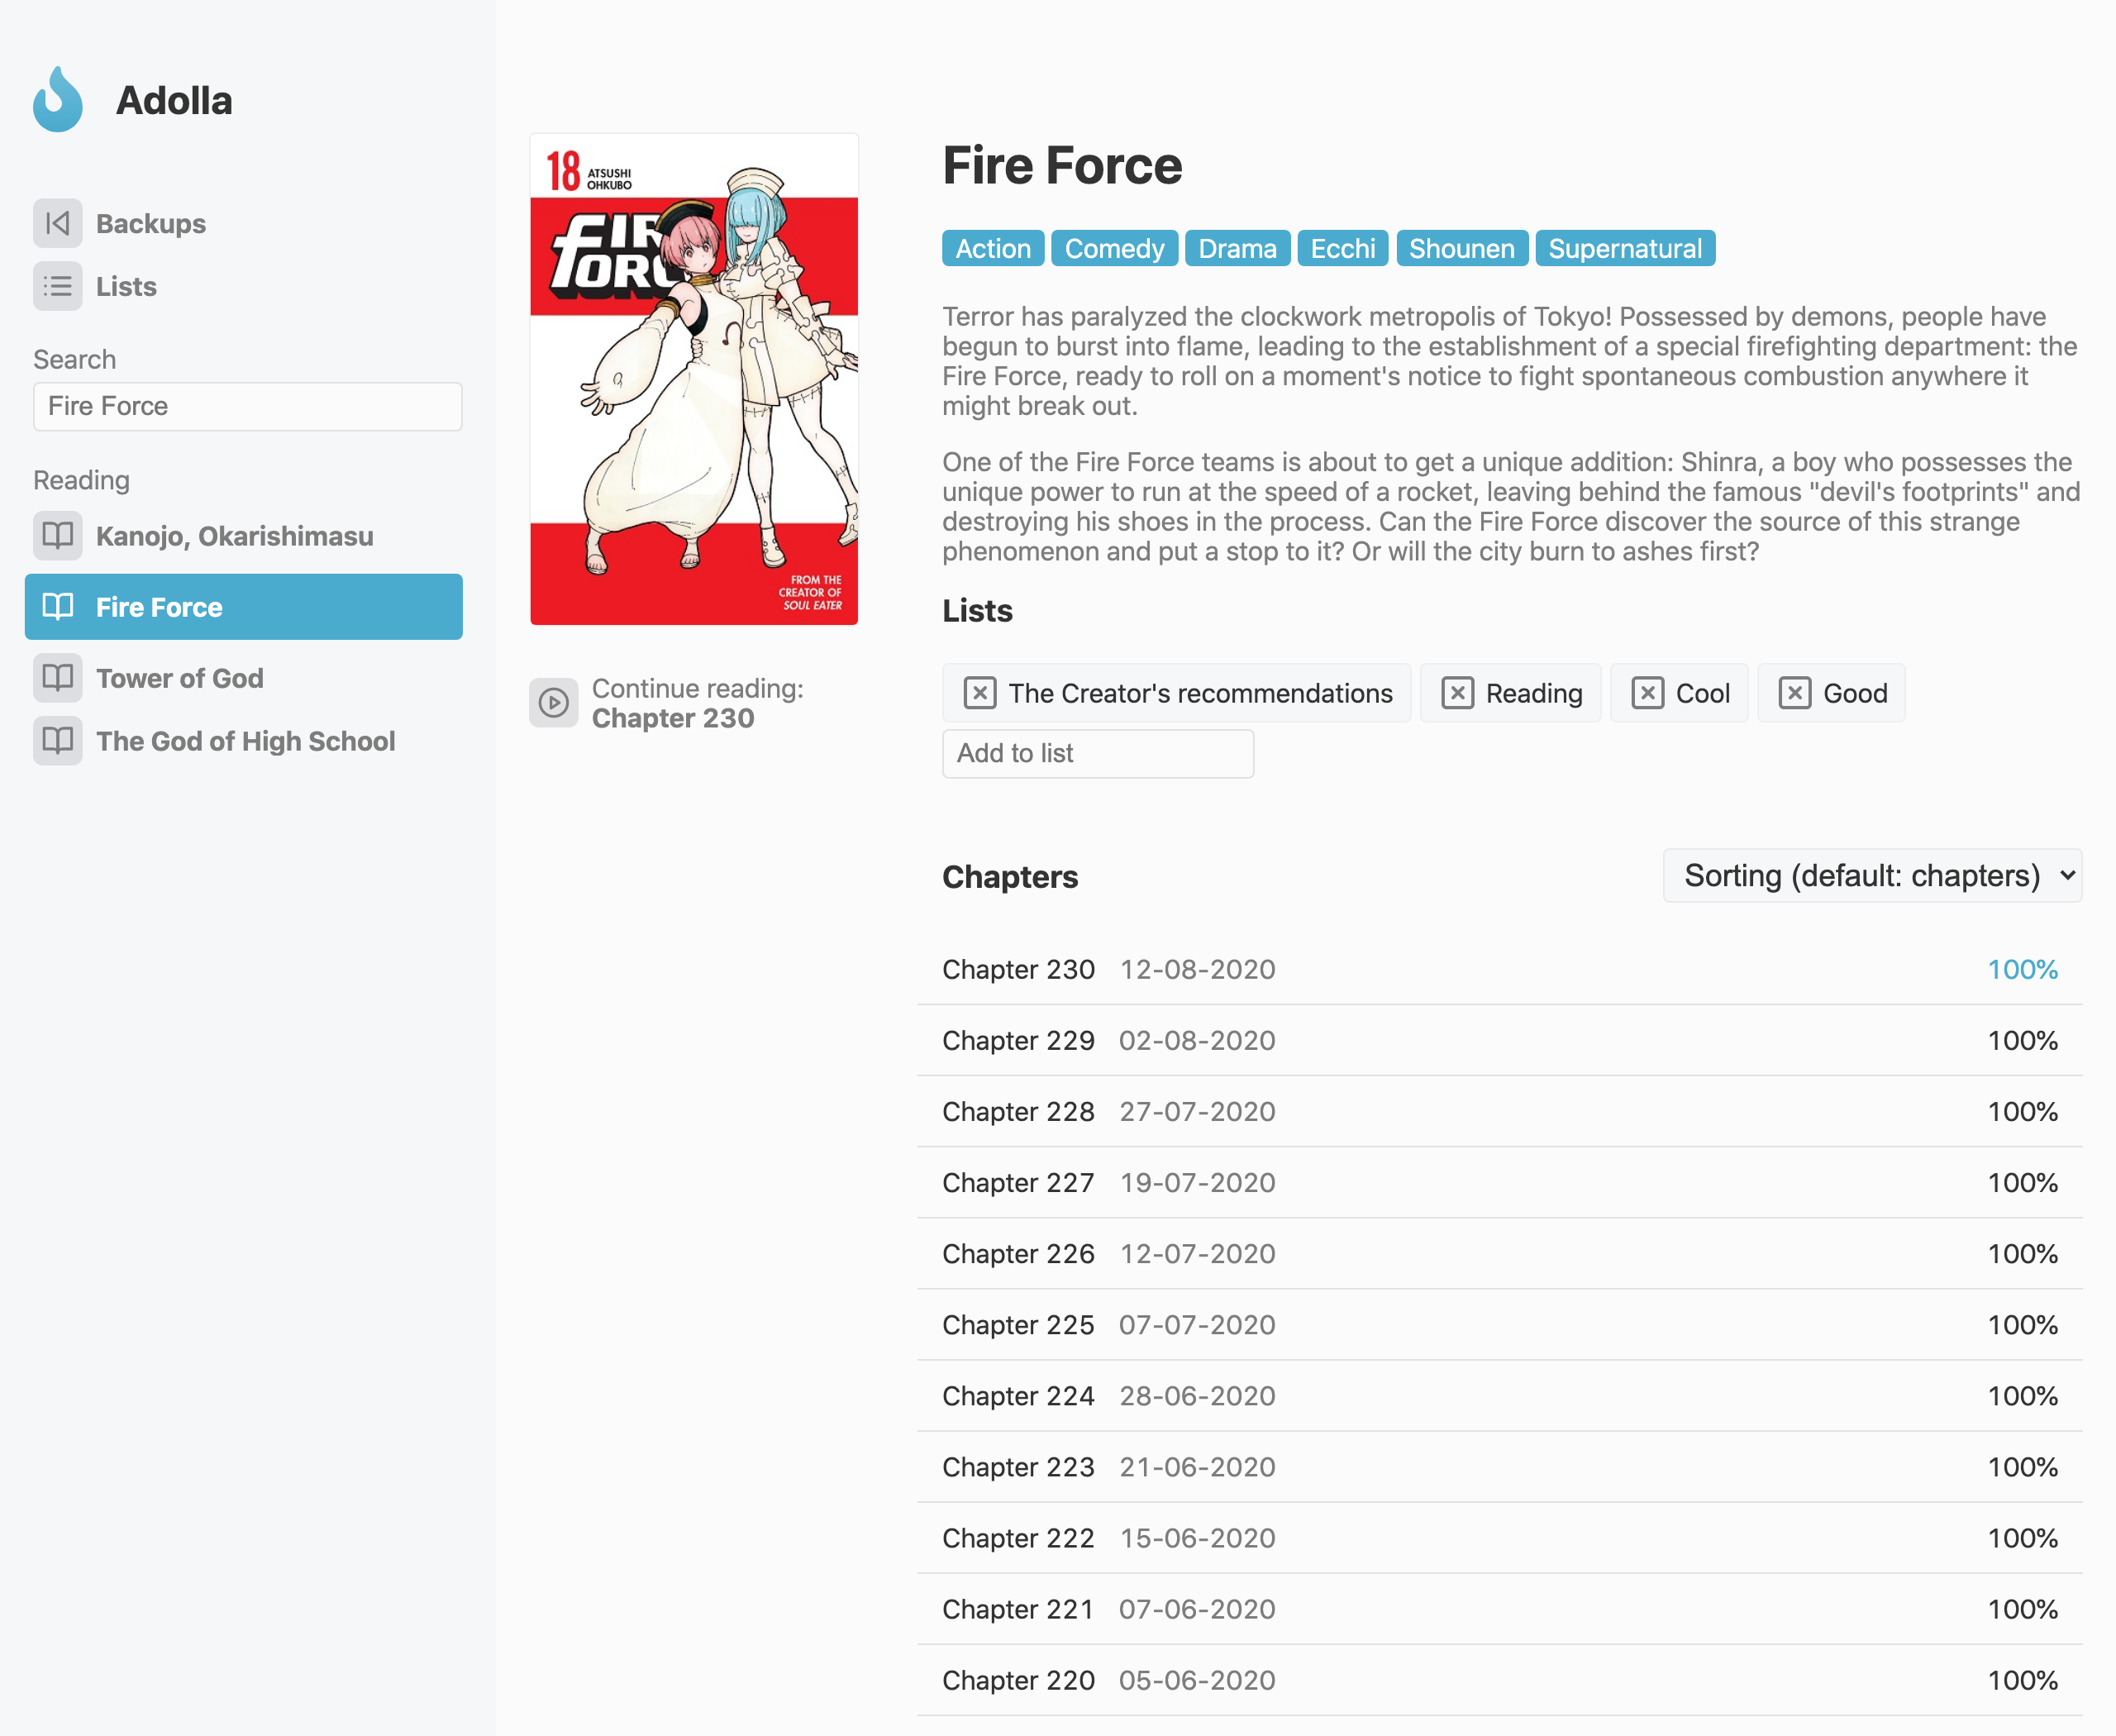 Adolla
Backups
Lists
Search
Fire Force
Reading
Kanojo, Okarishimasu
Fire Force
Tower of God
The God of High School
18 ATSUSHI
OHKUBO
FIR
FORC
FROM THE
CREATOR OF
SOUL EATER
Continue reading:
Chapter 230
Fire Force
Action Comedy Drama Ecchi Shounen Supernatural
Terror has paralyzed the clockwork metropolis of Tokyo! Possessed by demons, people have
begun to burst into flame, leading to the establishment of a special firefighting department: the
Fire Force, ready to roll on a moment's notice to fight spontaneous combustion anywhere it
might break out.
One of the Fire Force teams is about to get a unique addition: Shinra, a boy who possesses the
unique power to run at the speed of a rocket, leaving behind the famous "devil's footprints" and
destroying his shoes in the process. Can the Fire Force discover the source of this strange
phenomenon and put a stop to it? Or will the city burn to ashes first?
Lists
The Creator's recommendations Reading Cool Good
Add to list
Chapters Sorting (default: chapters)
Chapter 230 12-08-2020 100%
Chapter 229 02-08-2020 100%
Chapter 228 27-07-2020 100%
Chapter 227 19-07-2020 100%
Chapter 226 12-07-2020 100%
Chapter 225 07-07-2020 100%
Chapter 224 28-06-2020 100%
Chapter 223 21-06-2020 100%
Chapter 222 15-06-2020 100%
Chapter 221 07-06-2020 100%
Chapter 220 05-06-2020 100%